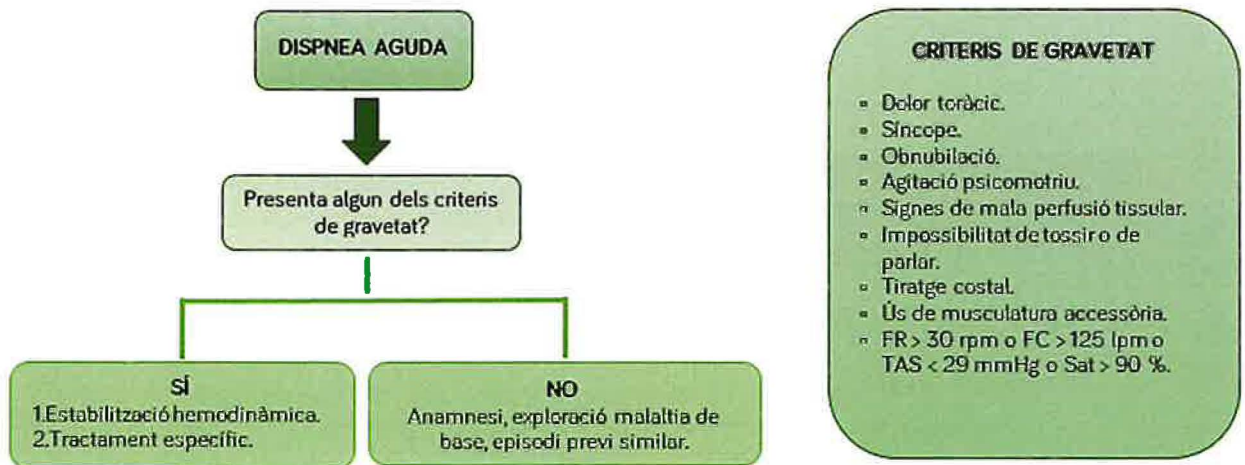 DISPNEA AGUDA
Presenta algun dels criteris
de gravetat?
SÍ
1.Estabilització hemodinàmica.
2.Tractament específic.
NO
Anamnesi, exploració malaltia de
base, episodi previ similar.
CRITERIS DE GRAVETAT
▫ Dolor toràcic.
▫ Síncope.
▫ Obnubilació.
▫ Agitació psicomotriu.
▫ Signes de mala perfusió tissular.
▫ Impossibilitat de tossir o de
parlar.
▫ Tiratge costal.
▫ Ús de musculatura accessòria.
▫ FR > 30 rpm o FC > 125 lpm o
TAS < 29 mmHg o Sat > 90 %.